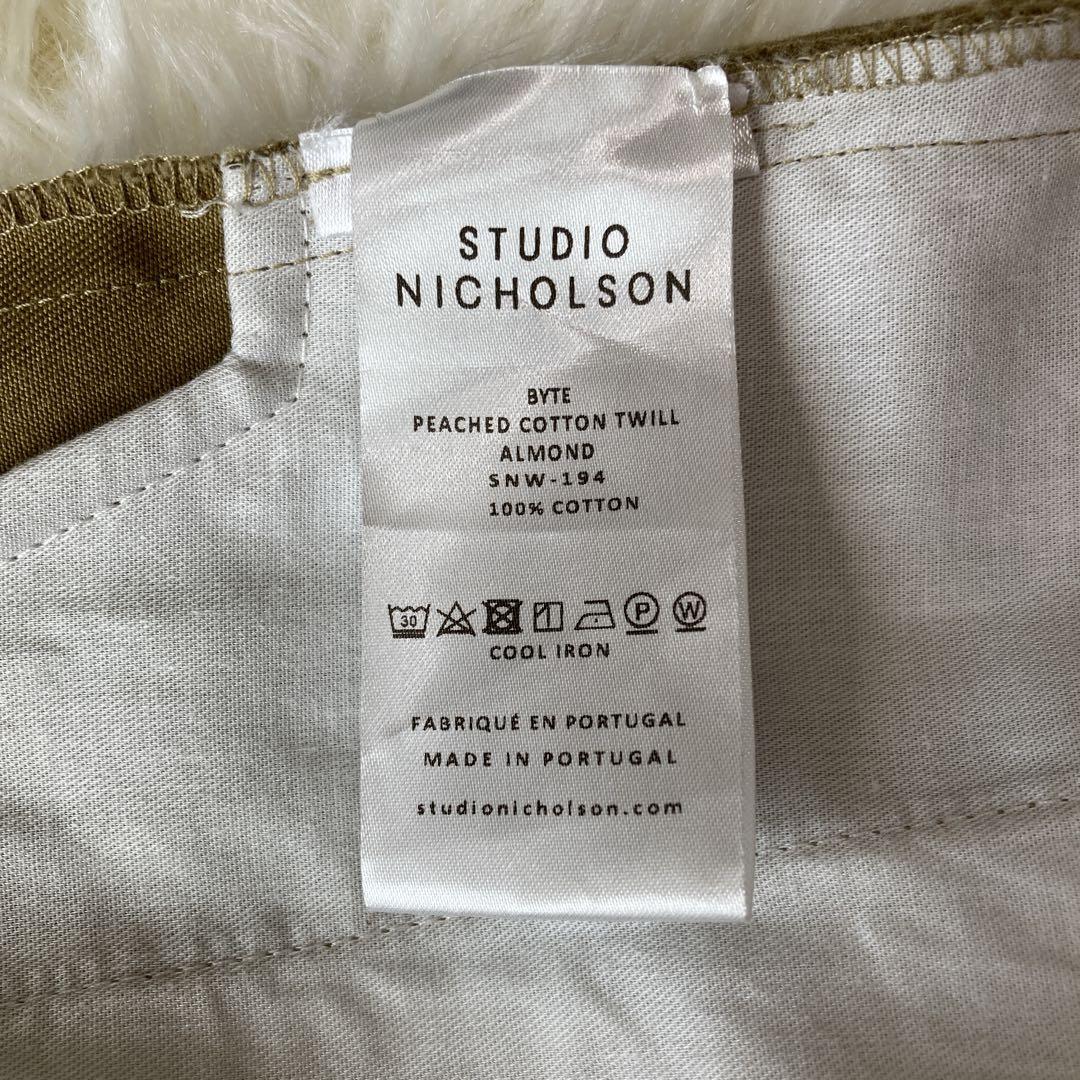 STUDIO
NICHOLSON
BYTE
PEACHED COTTON TWILL
ALMOND
SNW-194
100% COTTON
30 P W
COOL IRON
FABRIQUÉ EN PORTUGAL
MADE IN PORTUGAL
studionicholson.com